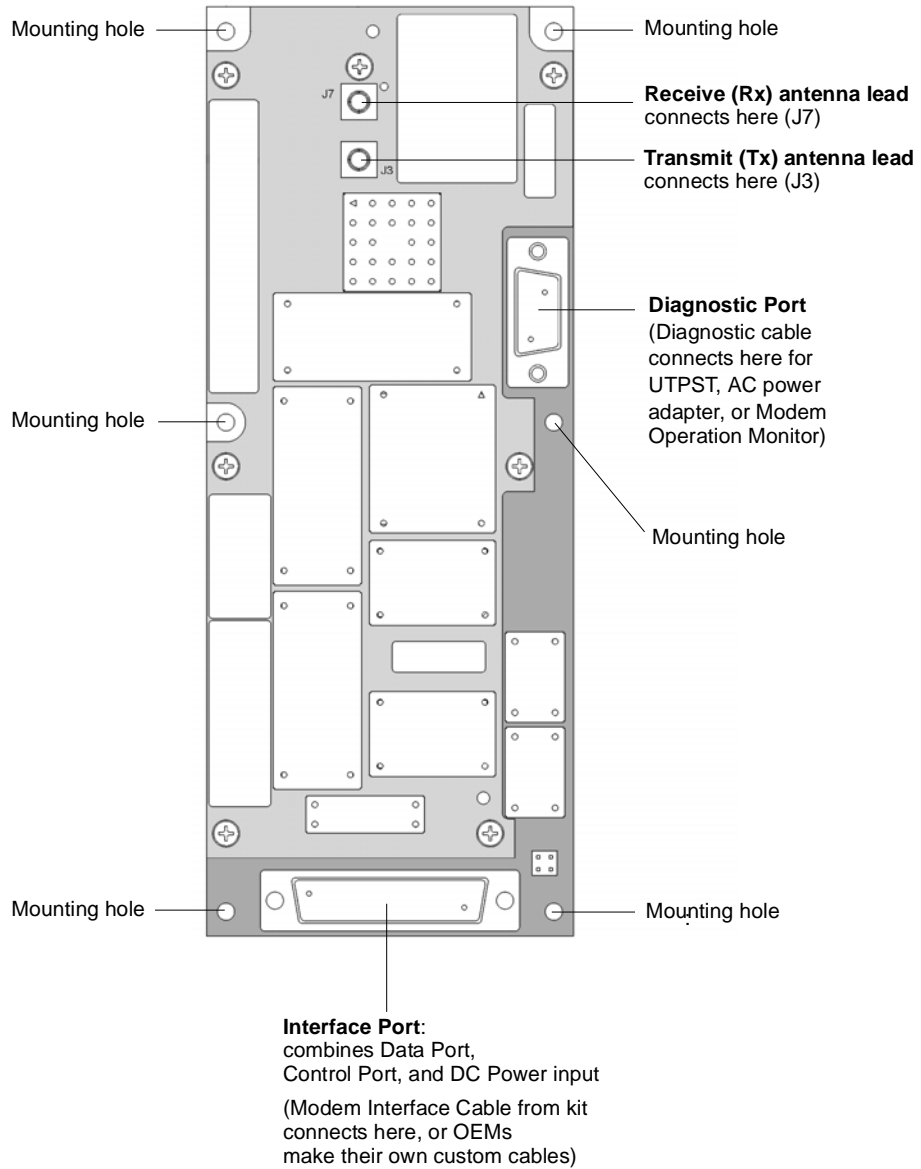 Mounting hole
Mounting hole
J7
Receive (Rx) antenna lead
connects here (J7)
J3
Transmit (Tx) antenna lead
connects here (J3)
Diagnostic Port
(Diagnostic cable
connects here for
UTPST, AC power
adapter, or Modem
Operation Monitor)
Mounting hole
Mounting hole
Mounting hole
Mounting hole
Interface Port:
combines Data Port,
Control Port, and DC Power input
(Modem Interface Cable from kit
connects here, or OEMs
make their own custom cables)